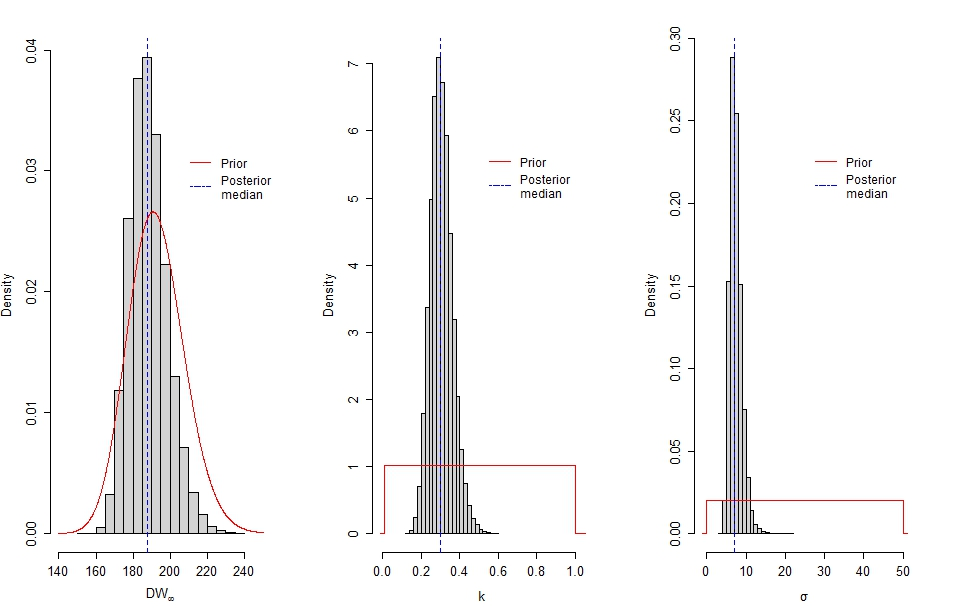 Density
0.00
0.01
0.02
0.03
0.04
140
160
180
200
220
240
DW∞
Prior
Posterior
median
Density
0
1
2
3
4
5
6
7
0.0
0.2
0.4
0.6
0.8
1.0
k
Prior
Posterior
median
Density
0.00
0.05
0.10
0.15
0.20
0.25
0.30
0
10
20
30
40
50
σ
Prior
Posterior
median